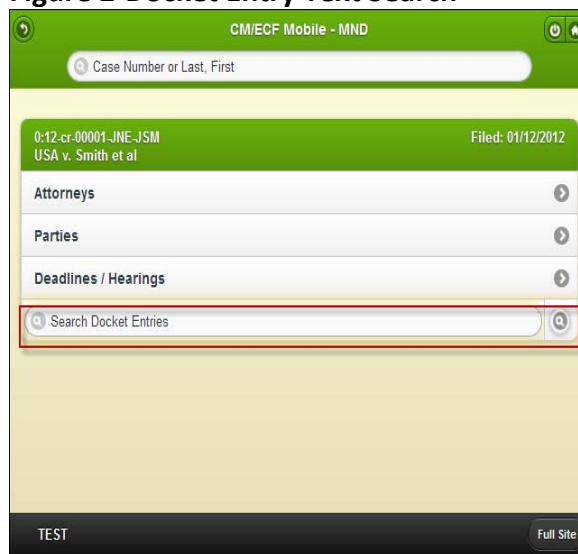 Figure 2 Docket Entry Text Search
CM/ECF Mobile - MND
Case Number or Last, First
0:12-cr-00001-JNE-JSM
Filed: 01/12/2012
USA v. Smith et al
Attorneys
Parties
Deadlines / Hearings
Search Docket Entries
TEST
Full Site